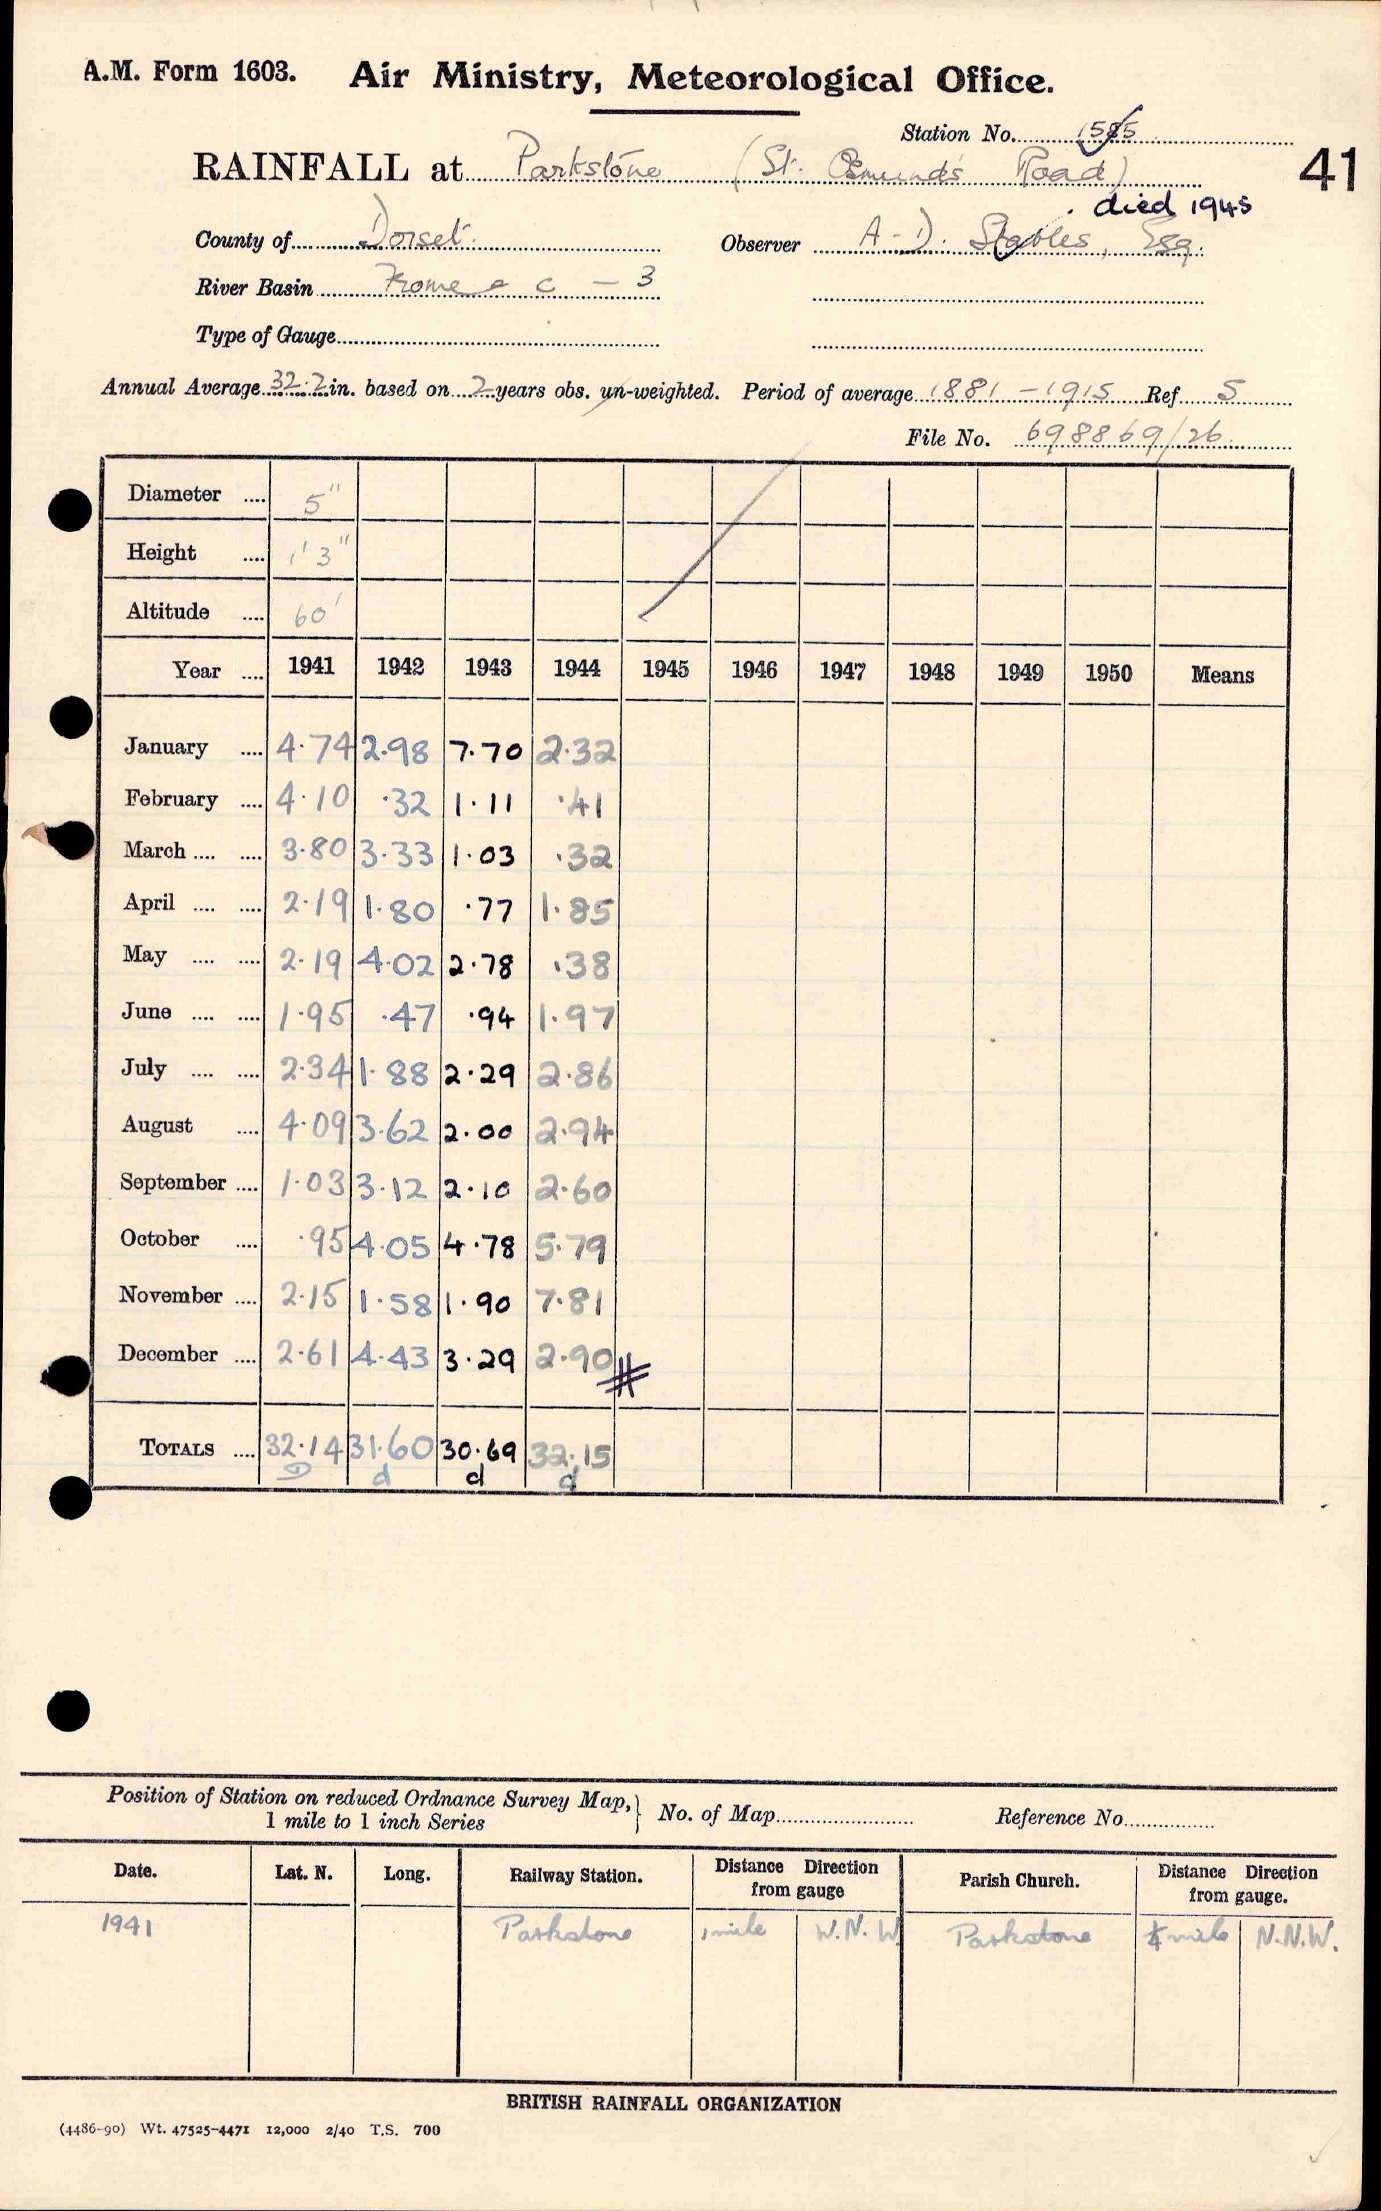 A.M. Form 1603. Air Ministry, Meteorological Office.
Station No. 1585
RAINFALL at Parkstone (St. Osmund's Road)
41
died 1945
County of Dorset. Observer A. D. Stables, Esq.
River Basin Frome &c — 3
Type of Gauge
Annual Average 32.2 in. based on 2 years obs. un-weighted. Period of average 1881-1915 Ref. 5
File No. 698869/26
Diameter .... 5"
Height .... 1'3"
Altitude .... 60'
Year .... 1941 1942 1943 1944 1945 1946 1947 1948 1949 1950 Means
January .... 4.74 2.98 7.70 2.32
February .... 4.10 .32 1.11 .41
March .... .... 3.80 3.33 1.03 .32
April .... .... 2.19 1.80 .77 1.85
May .... .... 2.19 4.02 2.78 .38
June .... .... 1.95 .47 .94 1.97
July .... .... 2.34 1.88 2.29 2.86
August .... 4.09 3.62 2.00 2.94
September .... 1.03 3.12 2.10 2.60
October .... .95 4.05 4.78 5.79
November .... 2.15 1.58 1.90 7.81
December .... 2.61 4.43 3.29 2.90
TOTALS .... 32.14 31.60 30.69 32.15
D d d d
Position of Station on reduced Ordnance Survey Map, } No. of Map Reference No.
1 mile to 1 inch Series
Date. Lat. N. Long. Railway Station. Distance Direction Parish Church. Distance Direction
from gauge from gauge.
1941 Parkstone 1 mile W.N.W. Parkstone ¼ mile N.N.W.
BRITISH RAINFALL ORGANIZATION
(4486-90) Wt. 47525-4471 12,000 2/40 T.S. 700